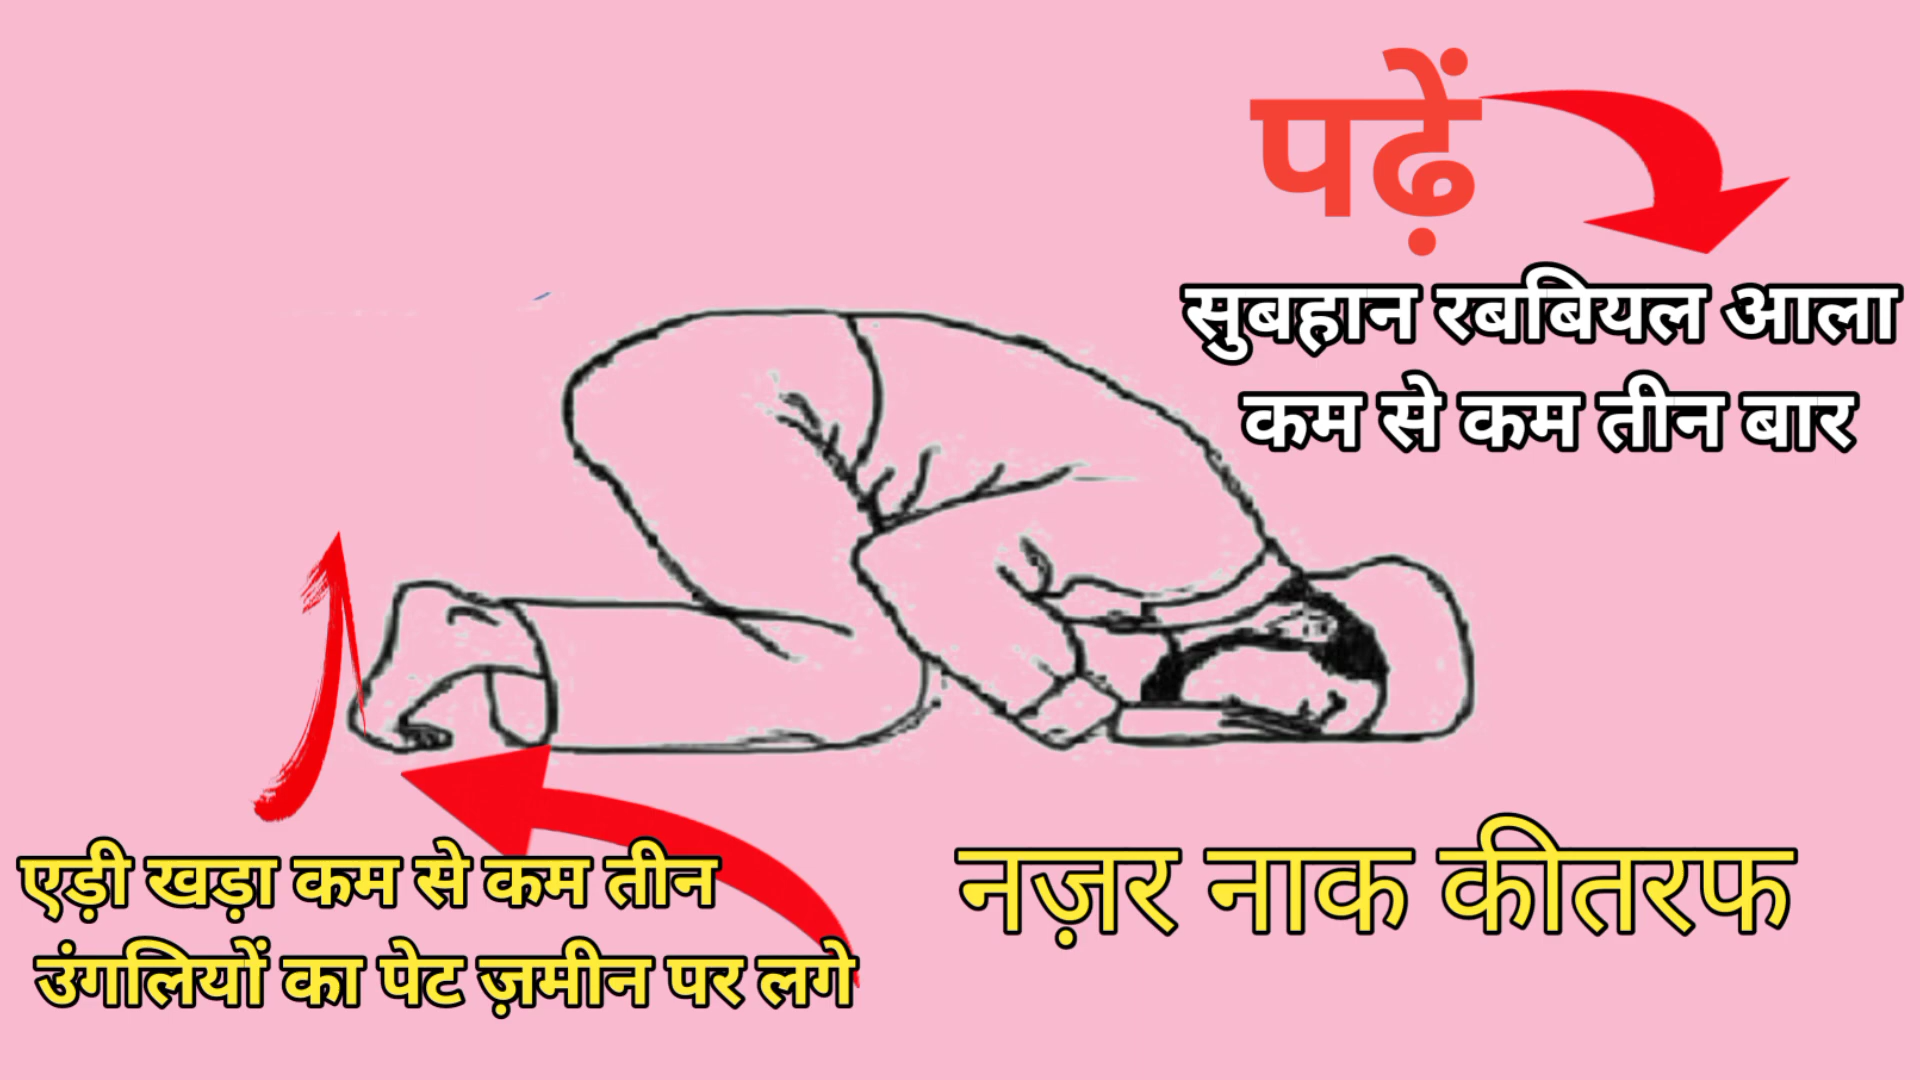 पढ़ें
सुबहान रबबियल आला
कम से कम तीन बार
एड़ी खड़ा कम से कम तीन
उंगलियों का पेट ज़मीन पर लगे
नज़र नाक कीतरफ